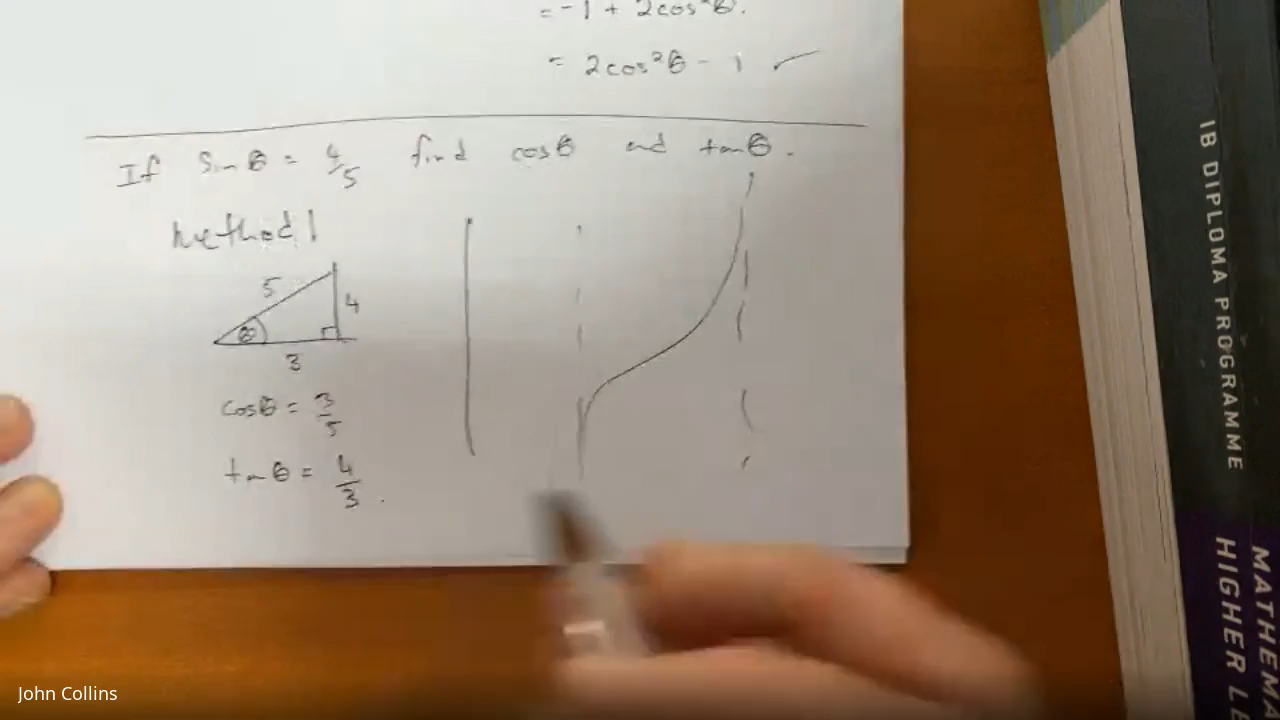 = -1 + 2cos²θ.
= 2cos²θ - 1 ✓
If sinθ = 4/5 find cosθ and tanθ.
Method 1
5
4
θ
3
cosθ = 3/5
tanθ = 4/3.
IB DIPLOMA PROGRAMME
MATHEMA
HIGHER LE
John Collins